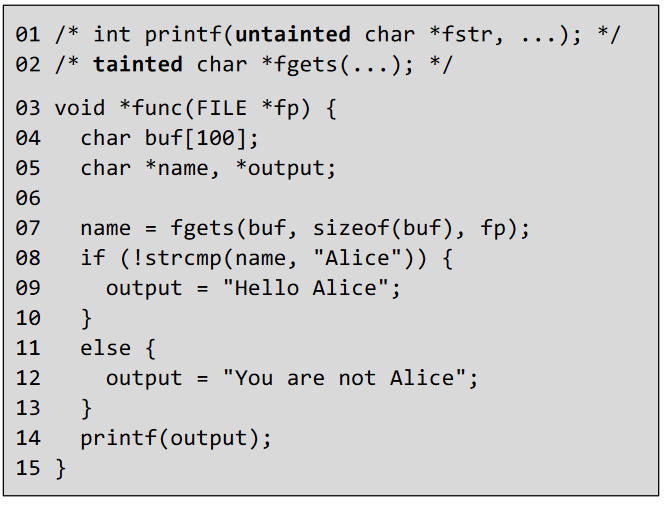 01 /* int printf(untainted char *fstr, ...); */
02 /* tainted char *fgets(...); */
03 void *func(FILE *fp) {
04   char buf[100];
05   char *name, *output;
06
07   name = fgets(buf, sizeof(buf), fp);
08   if (!strcmp(name, "Alice")) {
09     output = "Hello Alice";
10   }
11   else {
12     output = "You are not Alice";
13   }
14   printf(output);
15 }